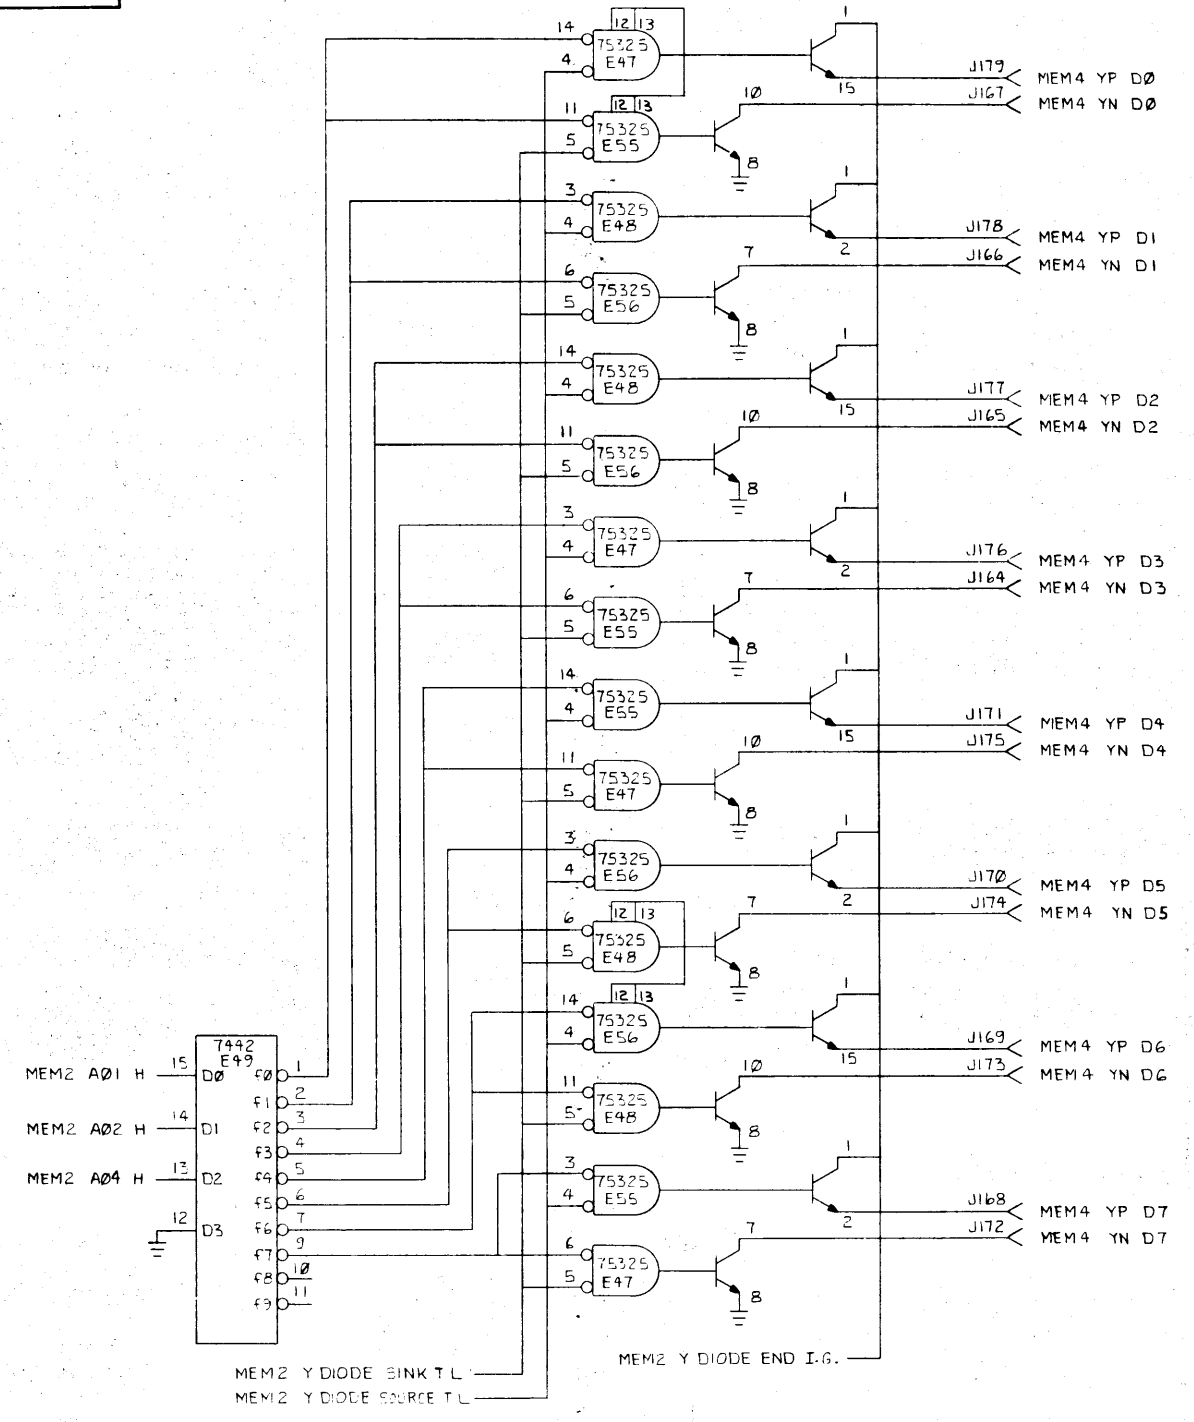 1
14 12 13
75325
E47
4
J179 MEM4 YP DØ
15
10 J167 MEM4 YN DØ
12 13
11
75325
E55
5
8
1
3
75325
E48
4
J178 MEM4 YP D1
2
7 J166 MEM4 YN D1
6
75325
E56
5
8
1
14
75325
E48
4
J177 MEM4 YP D2
15
10 J165 MEM4 YN D2
11
75325
E56
5
8
1
3
75325
E47
4
J176 MEM4 YP D3
2
7 J164 MEM4 YN D3
6
75325
E55
5
8
1
14
75325
E55
4
J171 MEM4 YP D4
15
10 J175 MEM4 YN D4
11
75325
E47
5
8
1
3
75325
E56
4
J170 MEM4 YP D5
2
7 J174 MEM4 YN D5
12 13
6
75325
E48
5
8
1
14 12 13
75325
E56
4
J169 MEM4 YP D6
15
10 J173 MEM4 YN D6
11
75325
E48
5
8
1
3
75325
E55
4
J168 MEM4 YP D7
2
7 J172 MEM4 YN D7
6
75325
E47
5
8
7442
E49
MEM2 AØ1 H 15 DØ fØ 1
f1 2
MEM2 AØ2 H 14 D1 f2 3
f3 4
MEM2 AØ4 H 13 D2 f4 5
f5 6
12 D3 f6 7
f7 9
f8 1Ø
f9 11
MEM2 Y DIODE END I.G.
MEM2 Y DIODE SINK T L
MEM2 Y DIODE SOURCE T L